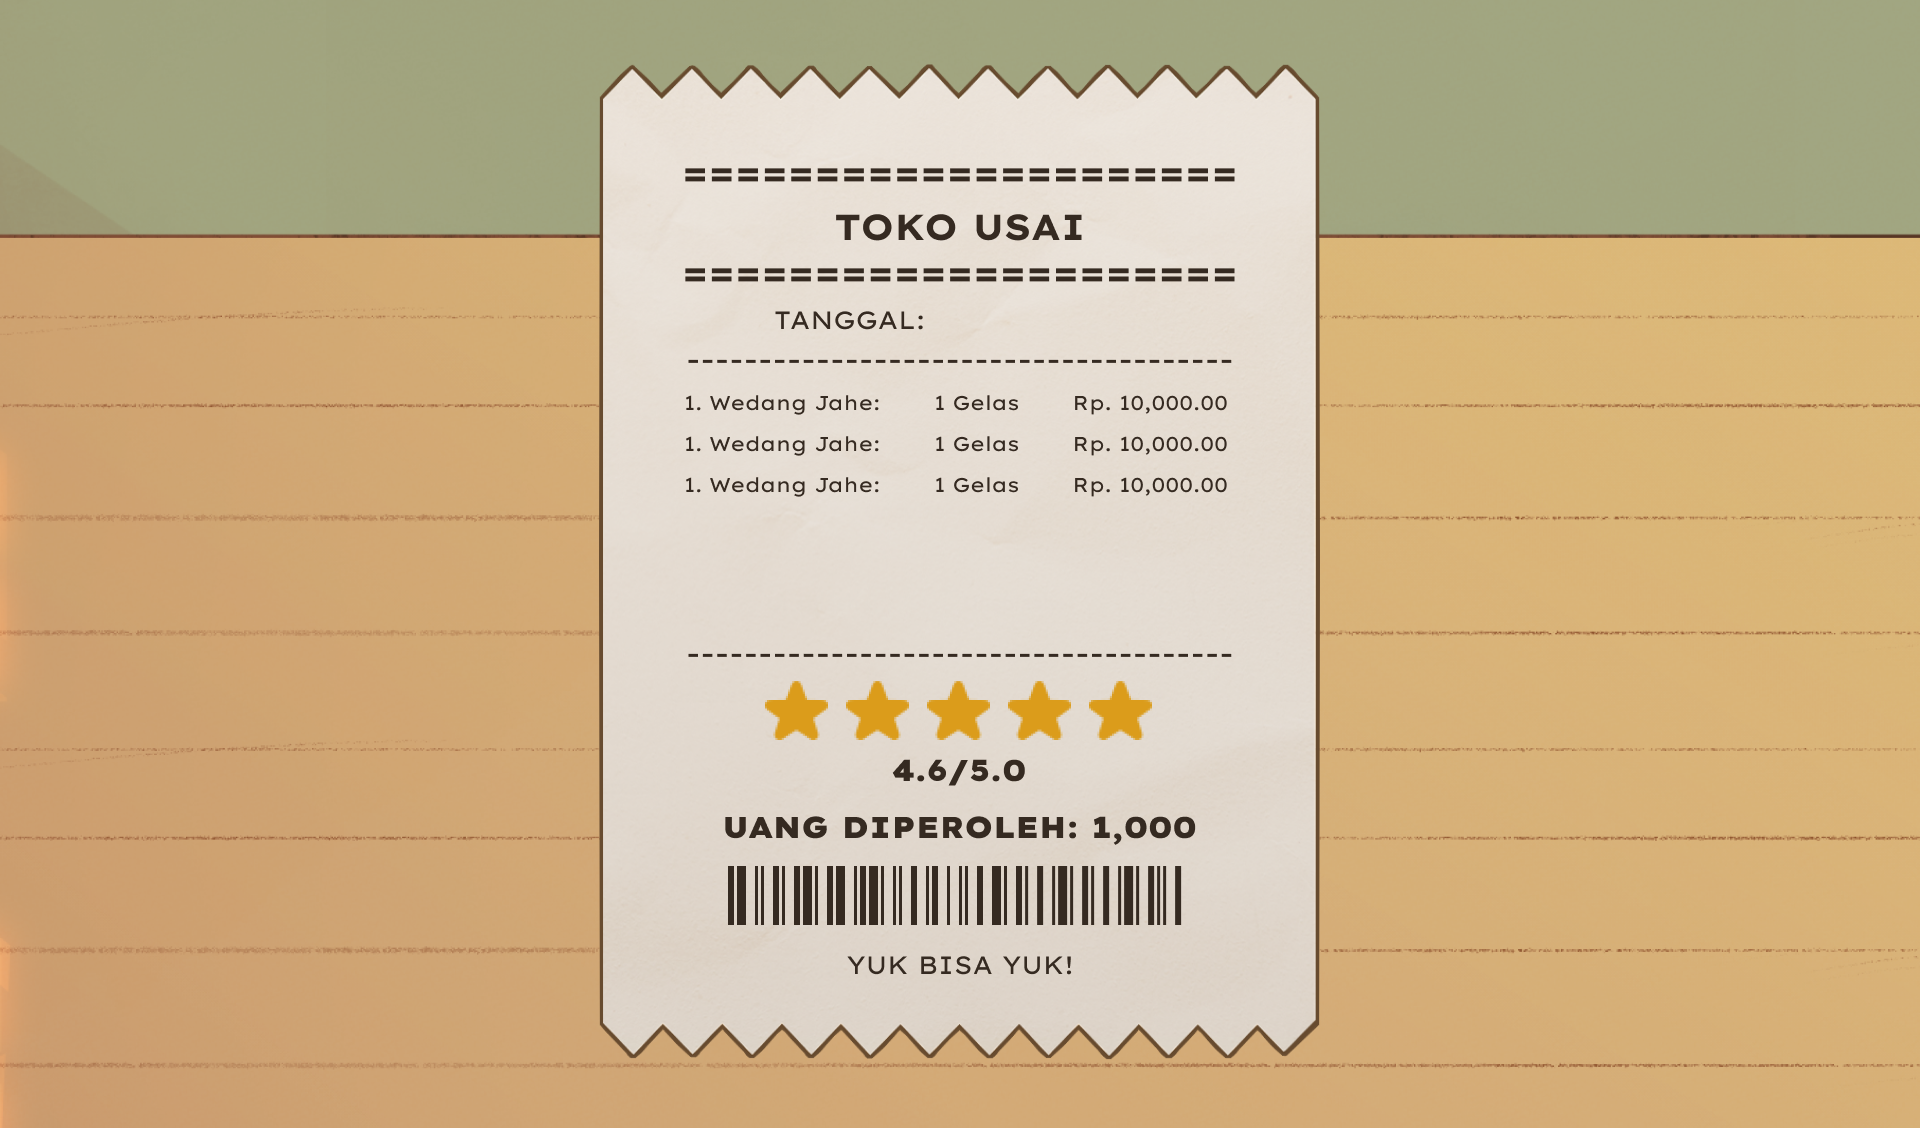 ====================
TOKO USAI
====================
TANGGAL:
--------------------------------------
1. Wedang Jahe: 1 Gelas Rp. 10,000.00
1. Wedang Jahe: 1 Gelas Rp. 10,000.00
1. Wedang Jahe: 1 Gelas Rp. 10,000.00
--------------------------------------
4.6/5.0
UANG DIPEROLEH: 1,000
YUK BISA YUK!